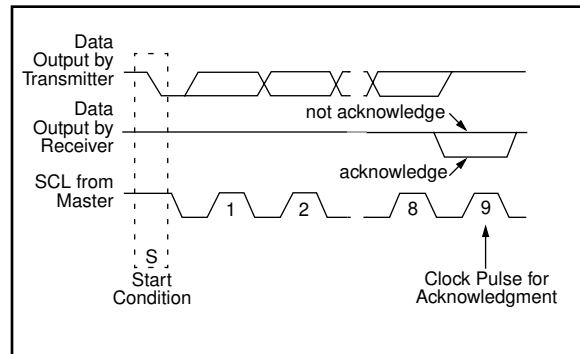 Data
Output by
Transmitter
Data
Output by
Receiver
not acknowledge
acknowledge
SCL from
Master
1
2
8
9
S
Start
Condition
Clock Pulse for
Acknowledgment